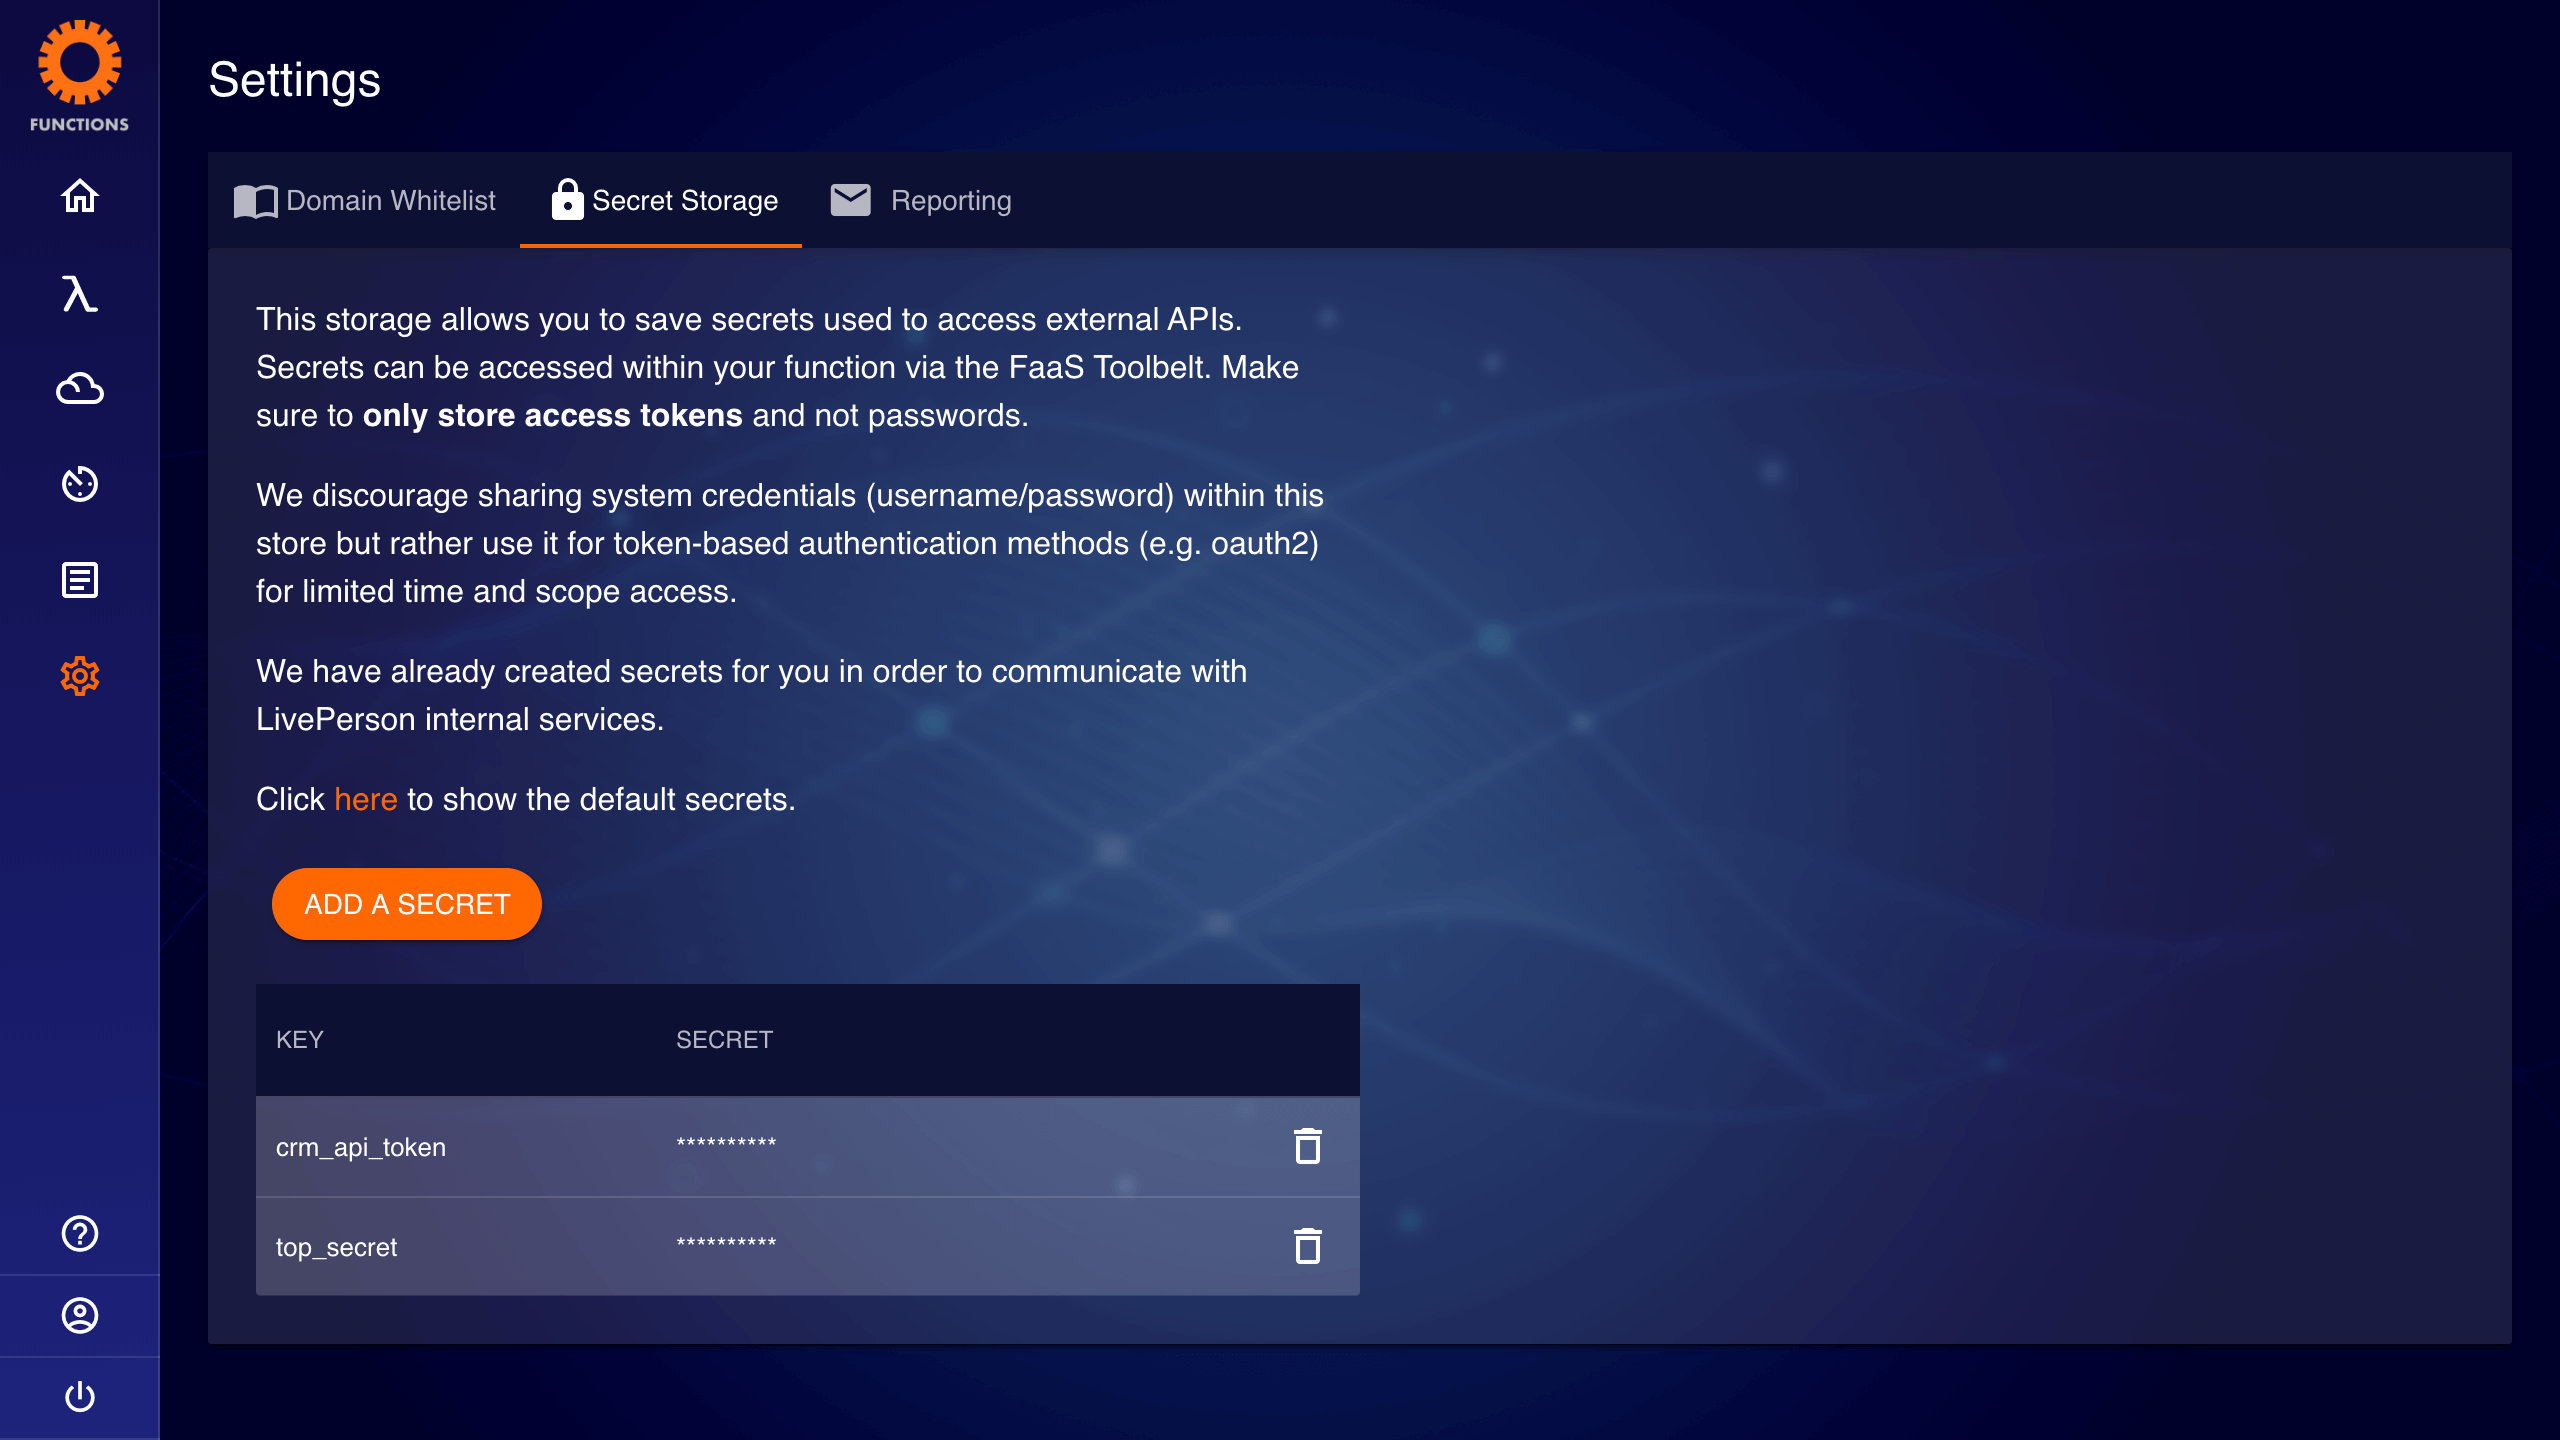 FUNCTIONS
Settings
Domain Whitelist
Secret Storage
Reporting
This storage allows you to save secrets used to access external APIs.
Secrets can be accessed within your function via the FaaS Toolbelt. Make
sure to only store access tokens and not passwords.
We discourage sharing system credentials (username/password) within this
store but rather use it for token-based authentication methods (e.g. oauth2)
for limited time and scope access.
We have already created secrets for you in order to communicate with
LivePerson internal services.
Click here to show the default secrets.
ADD A SECRET
KEY SECRET
crm_api_token **********
top_secret **********